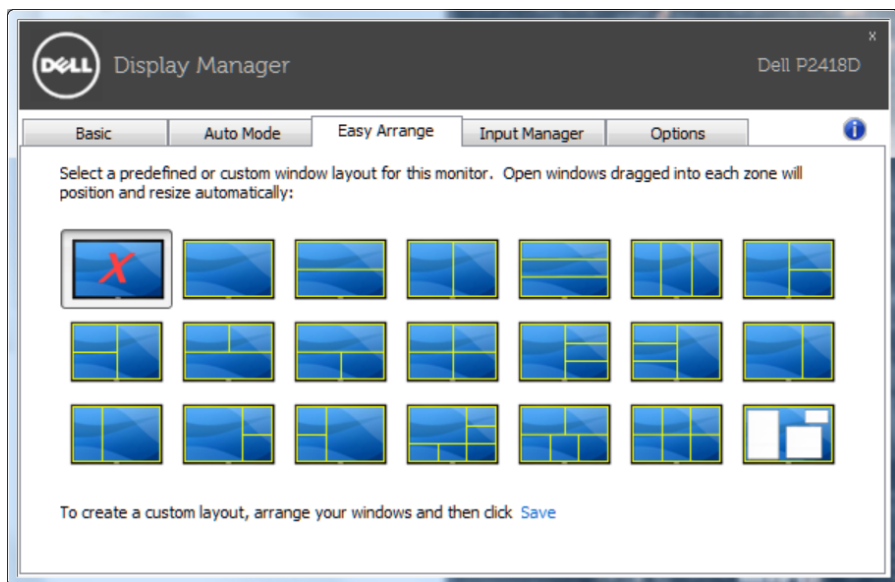 x
DELL
Display Manager
Dell P2418D
Basic
Auto Mode
Easy Arrange
Input Manager
Options
i
Select a predefined or custom window layout for this monitor. Open windows dragged into each zone will
position and resize automatically:
X
To create a custom layout, arrange your windows and then click Save